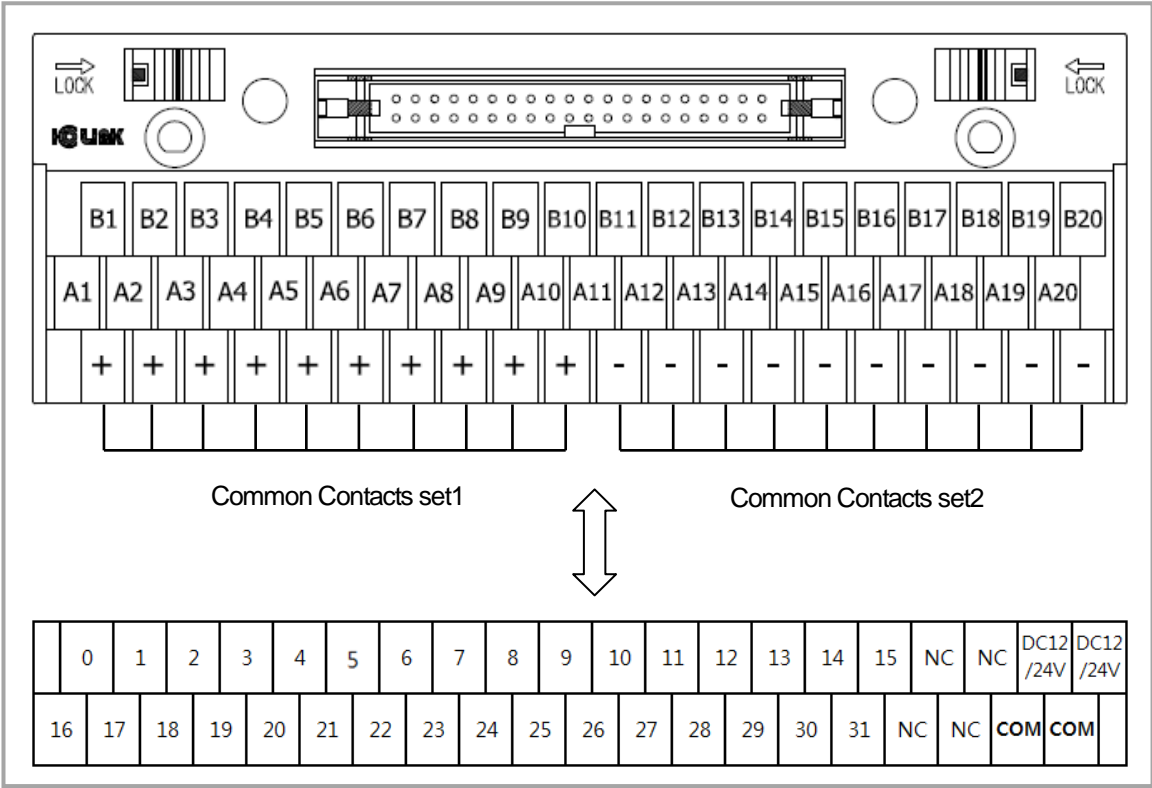 LOCK LOCK
B1 B2 B3 B4 B5 B6 B7 B8 B9 B10 B11 B12 B13 B14 B15 B16 B17 B18 B19 B20
A1 A2 A3 A4 A5 A6 A7 A8 A9 A10 A11 A12 A13 A14 A15 A16 A17 A18 A19 A20
+ + + + + + + + + + - - - - - - - - - -
Common Contacts set1 Common Contacts set2
0 1 2 3 4 5 6 7 8 9 10 11 12 13 14 15 NC NC DC12 DC12
/24V /24V
16 17 18 19 20 21 22 23 24 25 26 27 28 29 30 31 NC NC COM COM